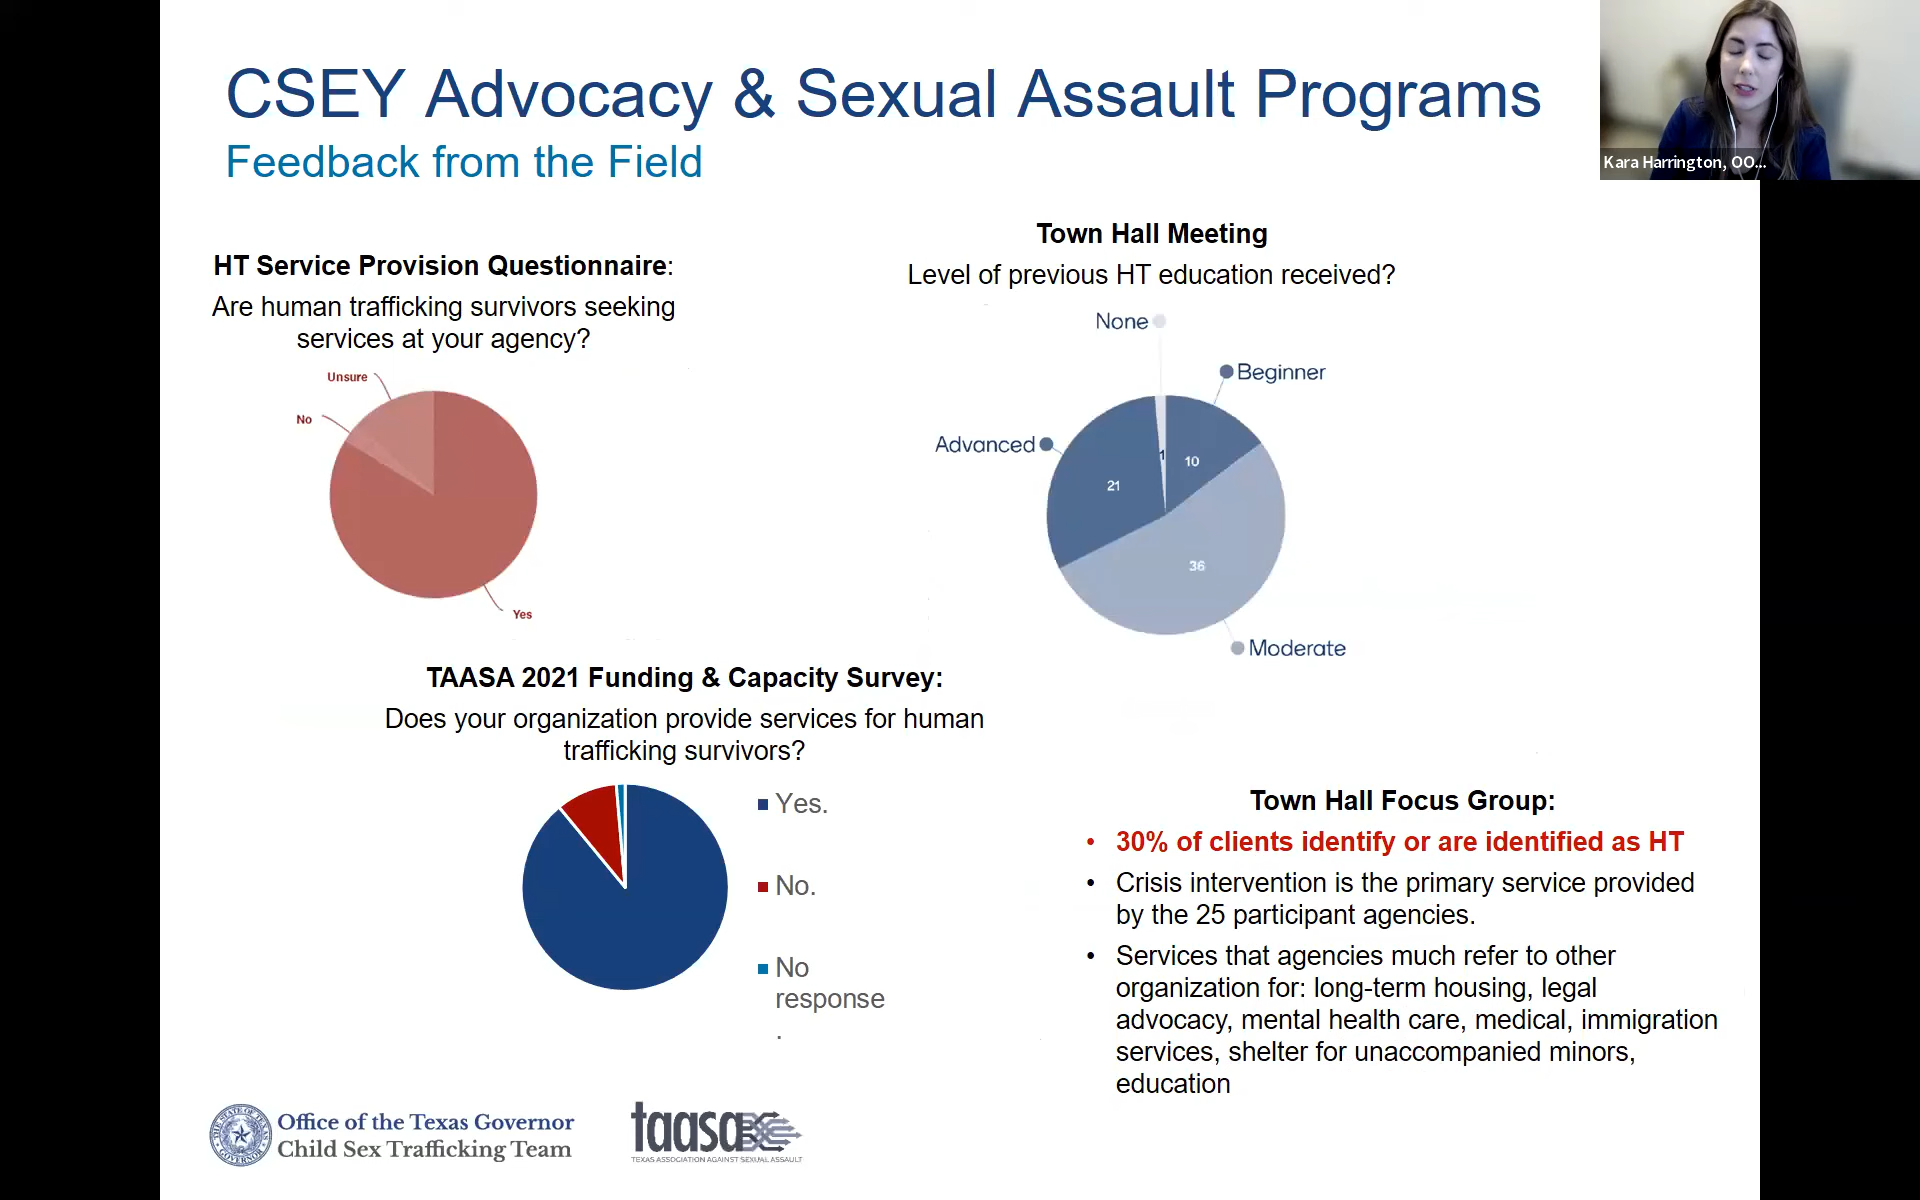 CSEY Advocacy & Sexual Assault Programs
Feedback from the Field
Kara Harrington, OO...
HT Service Provision Questionnaire:
Are human trafficking survivors seeking
services at your agency?
Unsure
No
Yes
Town Hall Meeting
Level of previous HT education received?
None
Beginner
Advanced
1
10
21
36
Moderate
TAASA 2021 Funding & Capacity Survey:
Does your organization provide services for human
trafficking survivors?
Yes.
No.
No
response
.
Town Hall Focus Group:
• 30% of clients identify or are identified as HT
• Crisis intervention is the primary service provided
by the 25 participant agencies.
• Services that agencies much refer to other
organization for: long-term housing, legal
advocacy, mental health care, medical, immigration
services, shelter for unaccompanied minors,
education
THE STATE OF TEXAS
GOVERNOR
Office of the Texas Governor
Child Sex Trafficking Team
taasa
TEXAS ASSOCIATION AGAINST SEXUAL ASSAULT